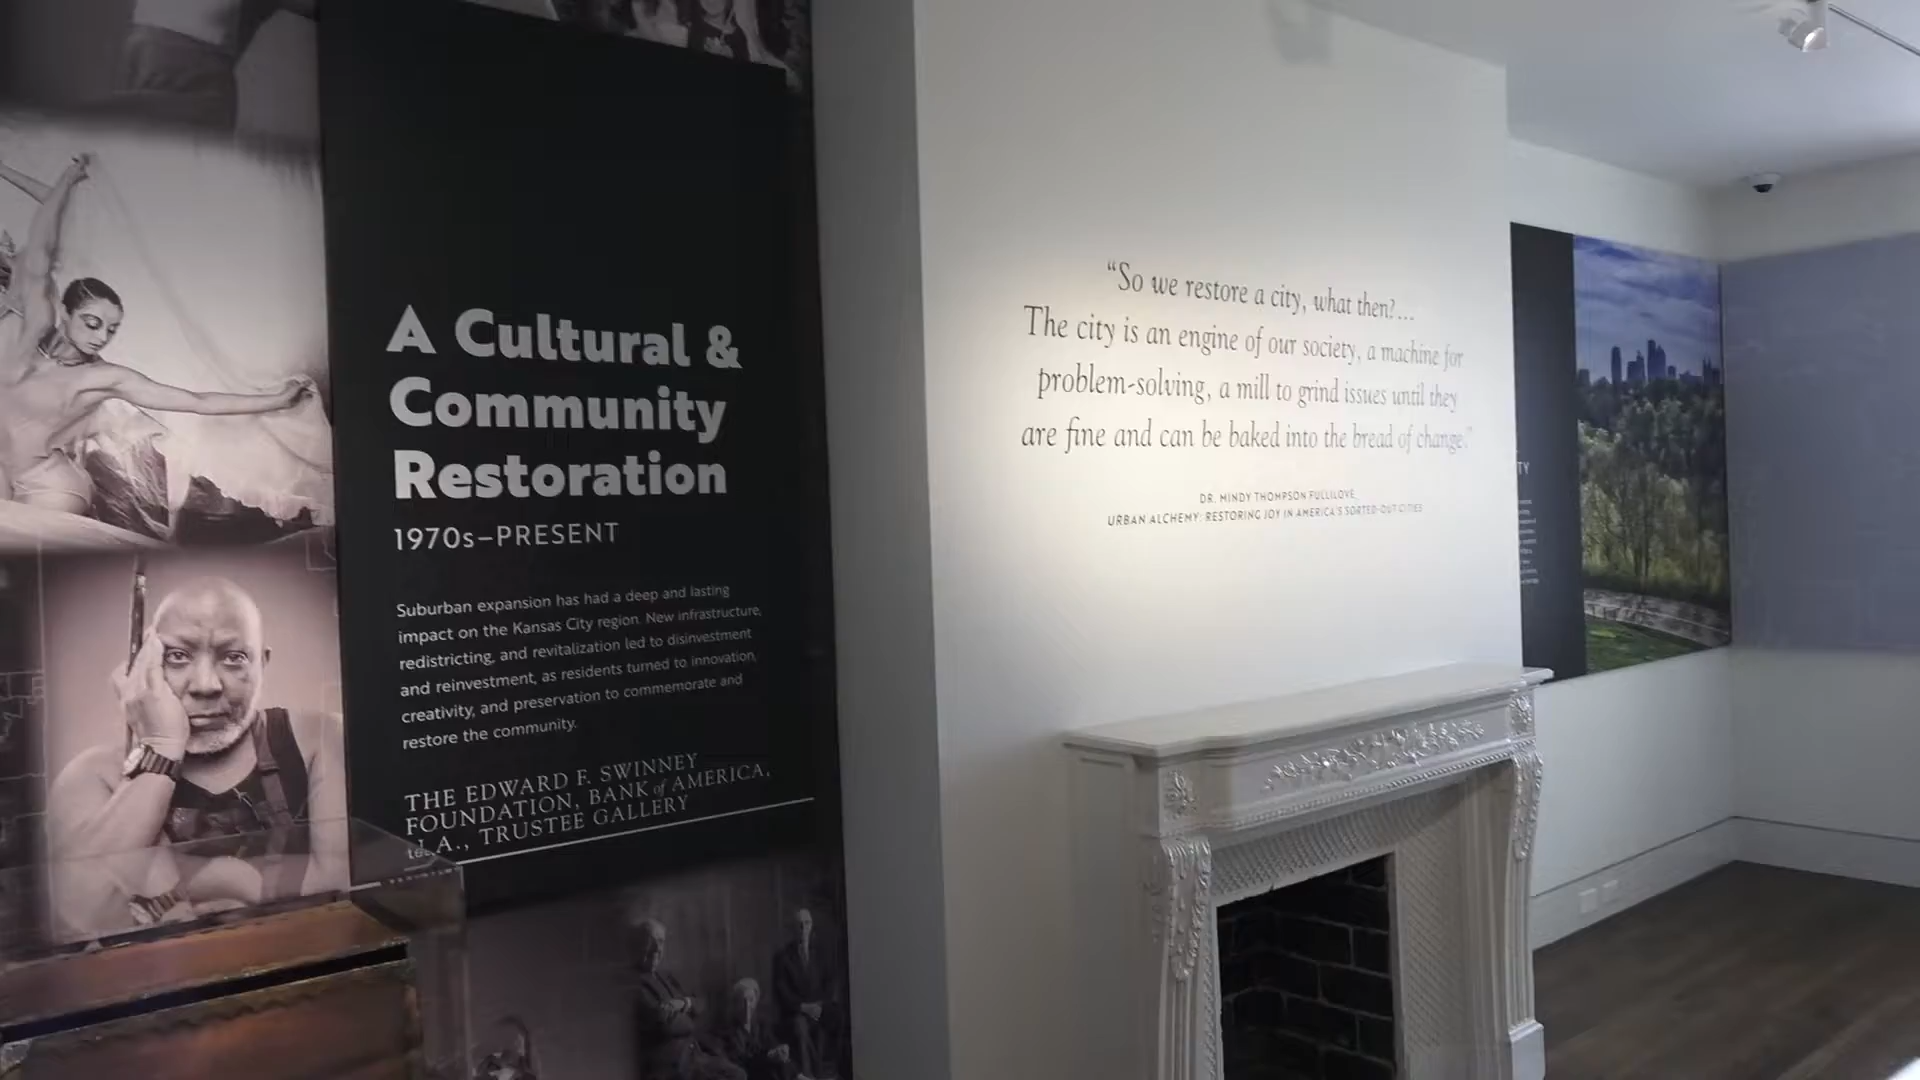 A Cultural &
Community
Restoration
1970s–PRESENT
Suburban expansion has had a deep and lasting
impact on the Kansas City region. New infrastructure,
redistricting, and revitalization led to disinvestment
and reinvestment, as residents turned to innovation,
creativity, and preservation to commemorate and
restore the community.
THE EDWARD F. SWINNEY
FOUNDATION, BANK of AMERICA,
N.A., TRUSTEE GALLERY
“So we restore a city, what then?...
The city is an engine of our society, a machine for
problem-solving, a mill to grind issues until they
are fine and can be baked into the bread of change.”
DR. MINDY THOMPSON FULLILOVE,
URBAN ALCHEMY: RESTORING JOY IN AMERICA'S SORTED-OUT CITIES
TY